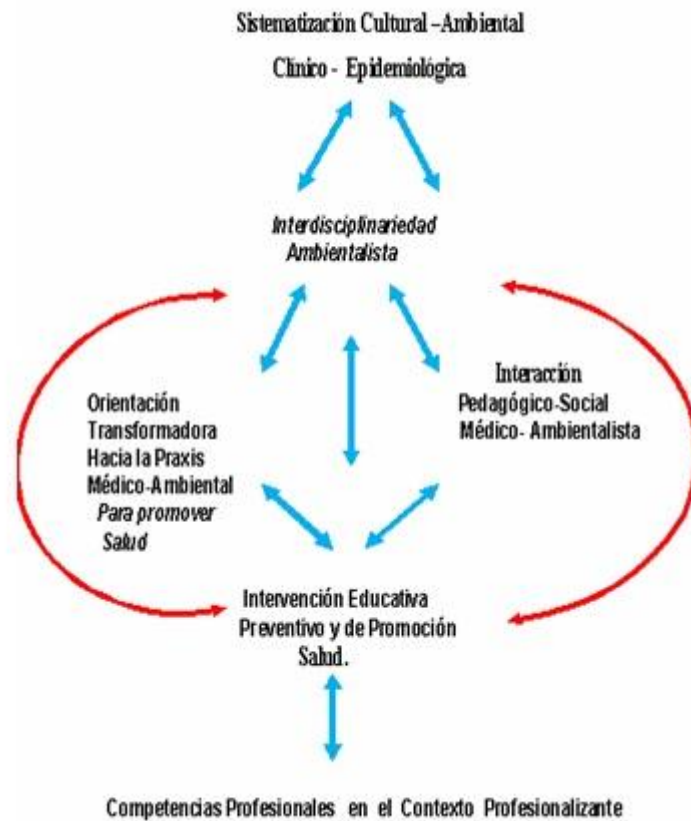 Sistematización Cultural –Ambiental
Clínico - Epidemiológica
Interdisciplinariedad
Ambientalista
Orientación
Transformadora
Hacia la Praxis
Médico-Ambiental
Para promover
Salud
Interacción
Pedagógico-Social
Médico- Ambientalista
Intervención Educativa
Preventivo y de Promoción
Salud.
Competencias Profesionales en el Contexto Profesionalizante